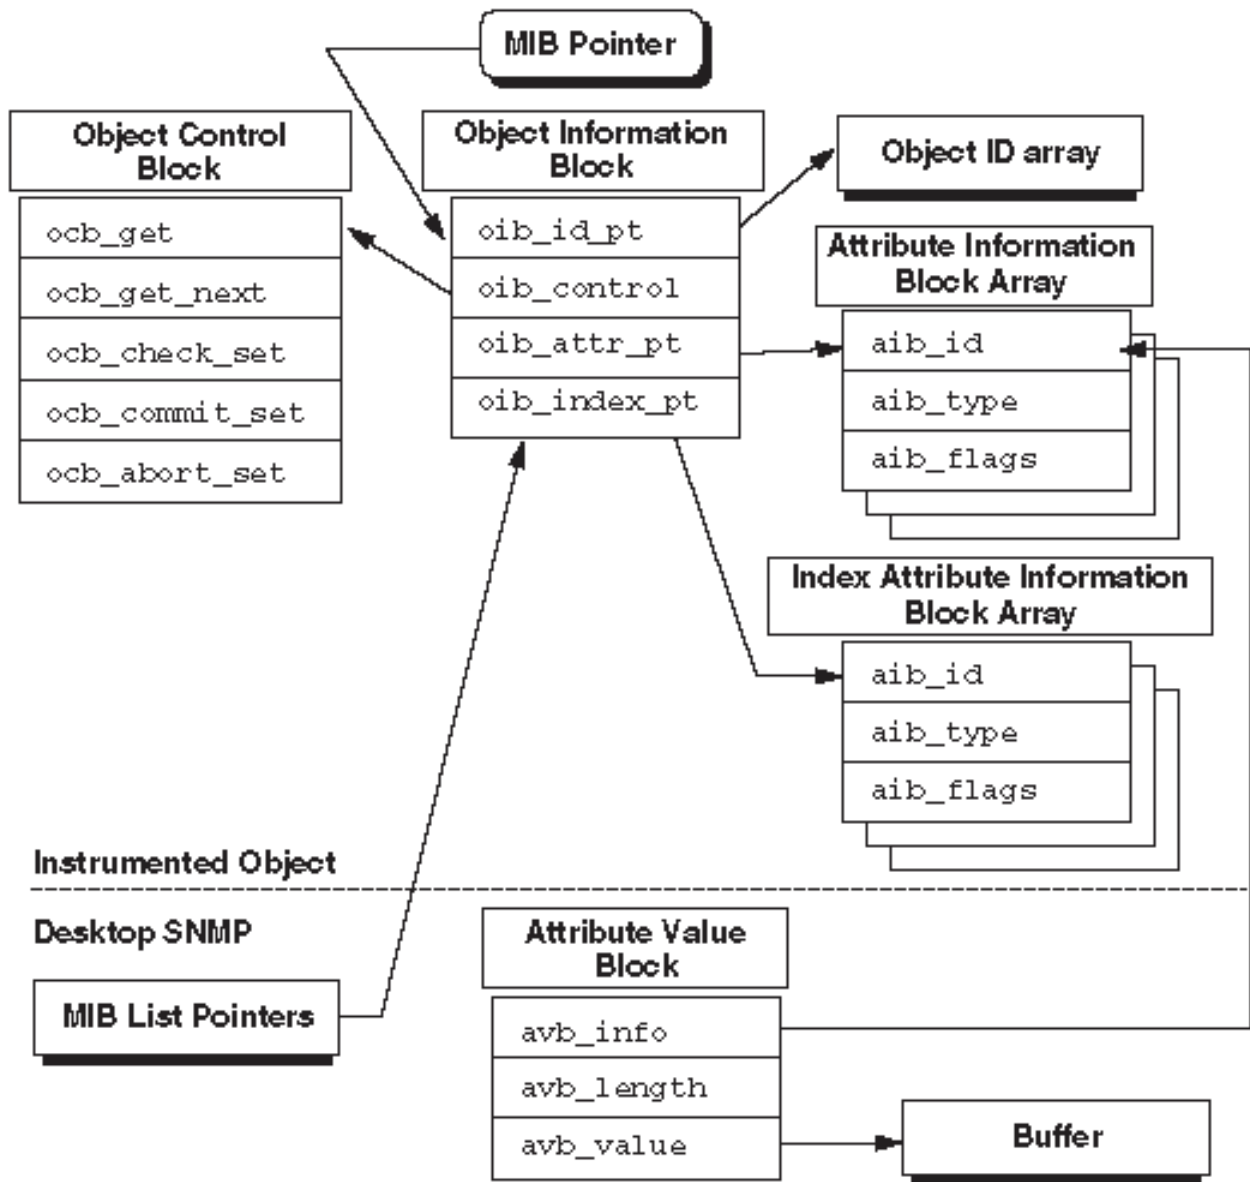 MIB Pointer
Object Control
Block
ocb_get
ocb_get_next
ocb_check_set
ocb_commit_set
ocb_abort_set
Object Information
Block
oib_id_pt
oib_control
oib_attr_pt
oib_index_pt
Object ID array
Attribute Information
Block Array
aib_id
aib_type
aib_flags
Index Attribute Information
Block Array
aib_id
aib_type
aib_flags
Instrumented Object
Desktop SNMP
MIB List Pointers
Attribute Value
Block
avb_info
avb_length
avb_value
Buffer